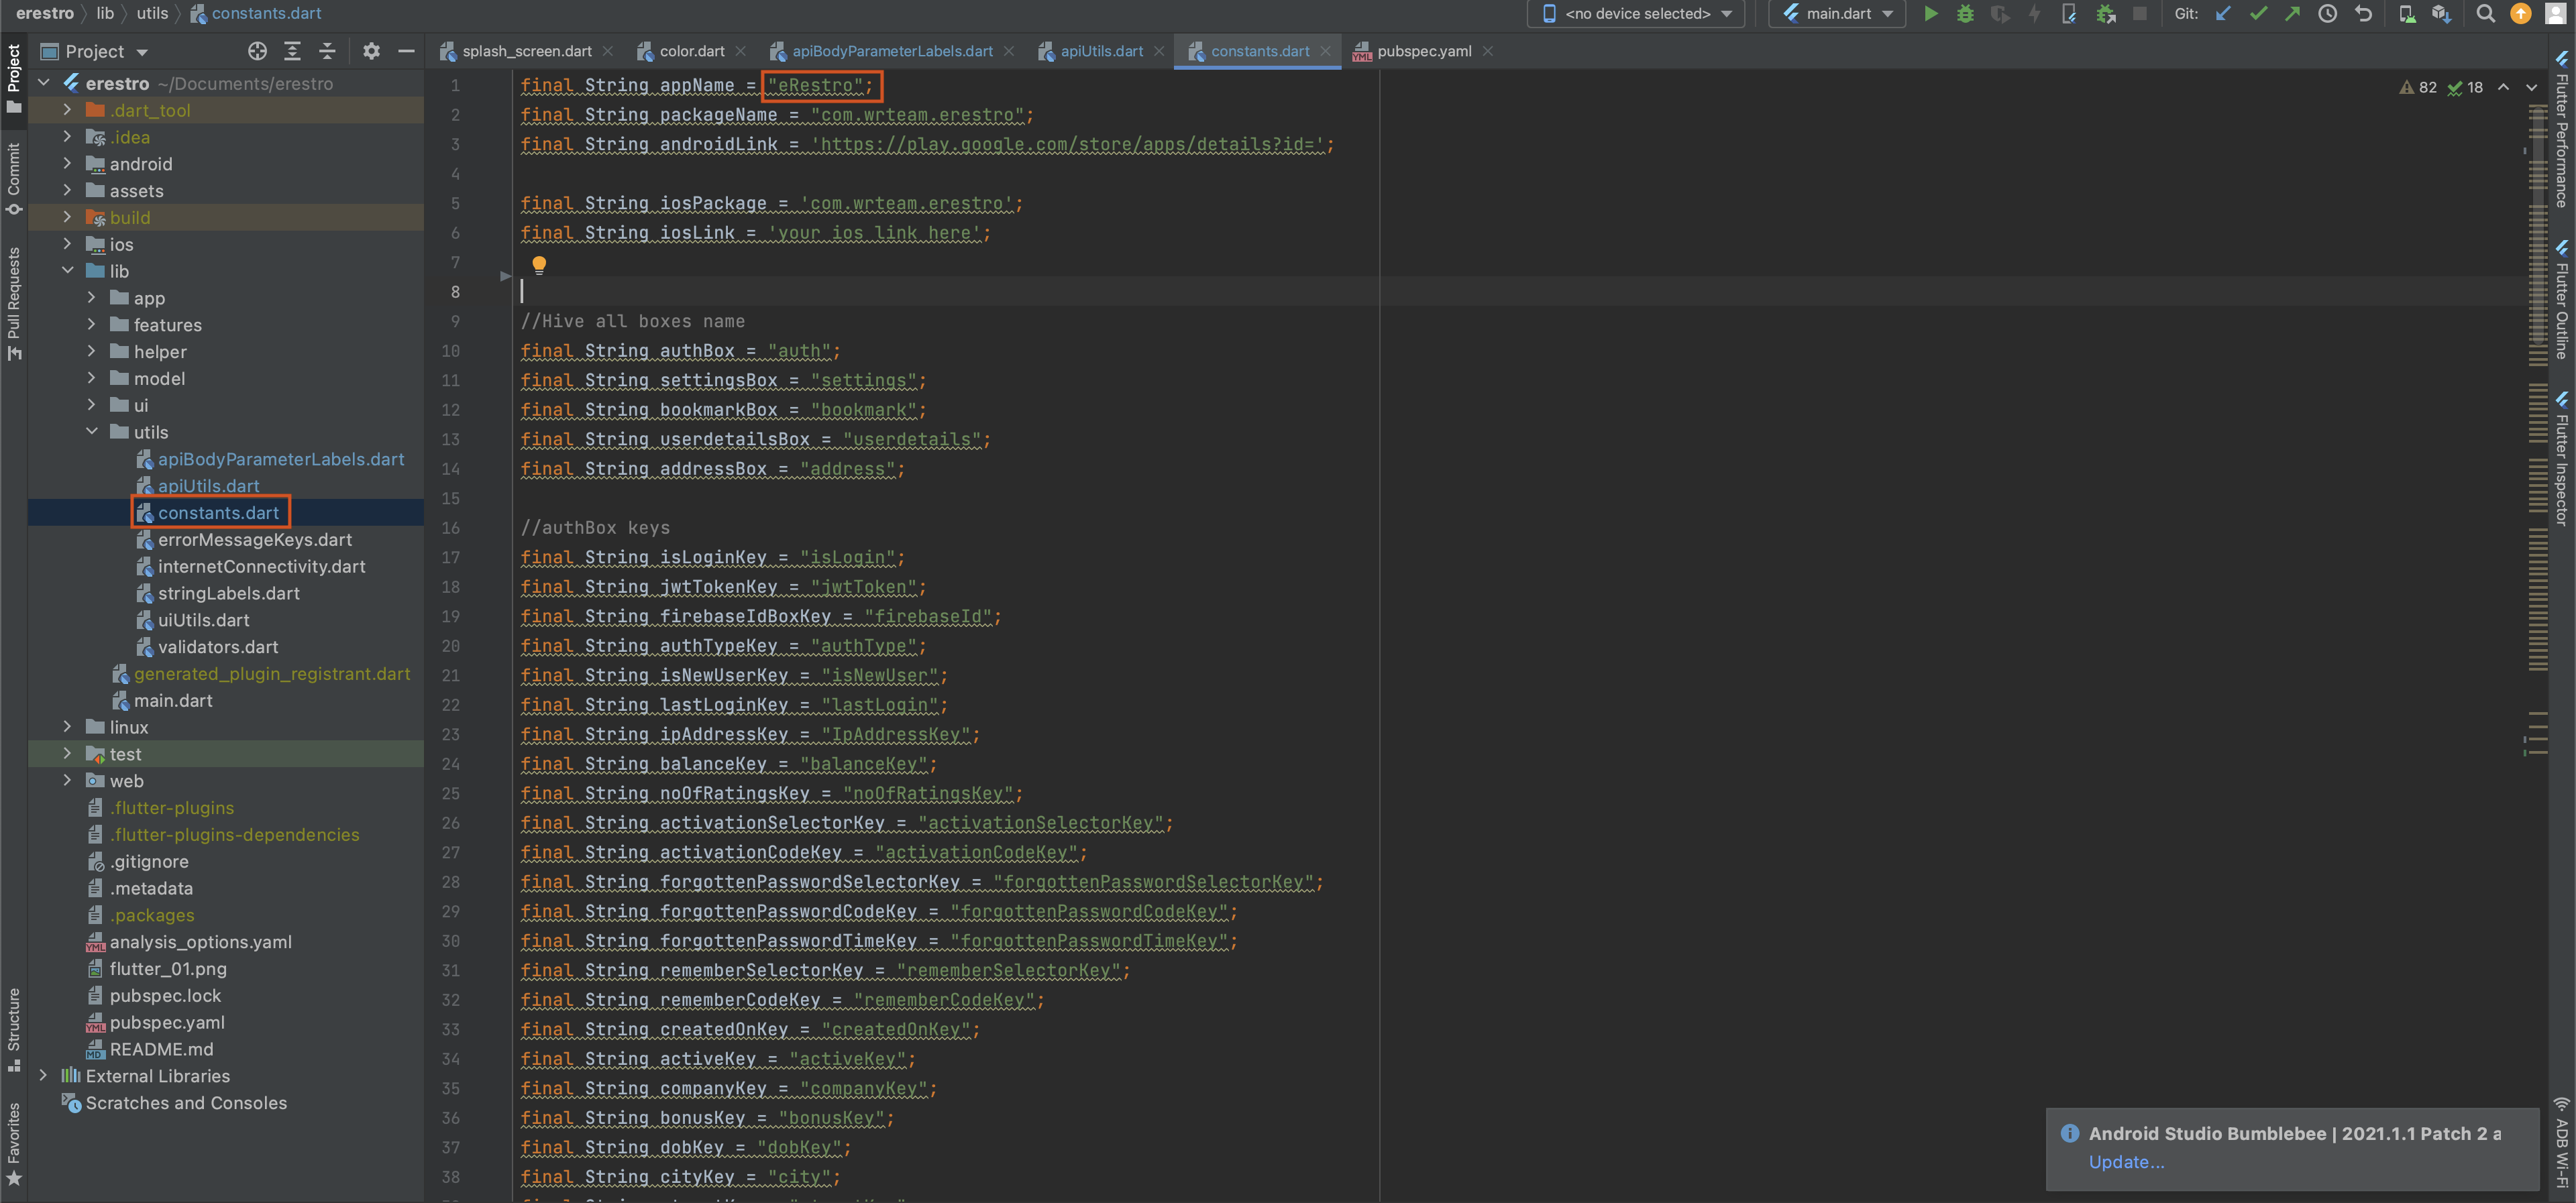 erestro lib utils constants.dart
<no device selected> main.dart Git:
Project
splash_screen.dart color.dart apiBodyParameterLabels.dart apiUtils.dart constants.dart pubspec.yaml
Project
Commit
Pull Requests
Structure
Favorites
erestro ~/Documents/erestro
.dart_tool
.idea
android
assets
build
ios
lib
app
features
helper
model
ui
utils
apiBodyParameterLabels.dart
apiUtils.dart
constants.dart
errorMessageKeys.dart
internetConnectivity.dart
stringLabels.dart
uiUtils.dart
validators.dart
generated_plugin_registrant.dart
main.dart
linux
test
web
.flutter-plugins
.flutter-plugins-dependencies
.gitignore
.metadata
.packages
analysis_options.yaml
flutter_01.png
pubspec.lock
pubspec.yaml
README.md
External Libraries
Scratches and Consoles
82 18
1 final String appName = "eRestro";
2 final String packageName = "com.wrteam.erestro";
3 final String androidLink = 'https://play.google.com/store/apps/details?id=';
4
5 final String iosPackage = 'com.wrteam.erestro';
6 final String iosLink = 'your ios link here';
7
8
9 //Hive all boxes name
10 final String authBox = "auth";
11 final String settingsBox = "settings";
12 final String bookmarkBox = "bookmark";
13 final String userdetailsBox = "userdetails";
14 final String addressBox = "address";
15
16 //authBox keys
17 final String isLoginKey = "isLogin";
18 final String jwtTokenKey = "jwtToken";
19 final String firebaseIdBoxKey = "firebaseId";
20 final String authTypeKey = "authType";
21 final String isNewUserKey = "isNewUser";
22 final String lastLoginKey = "lastLogin";
23 final String ipAddressKey = "IpAddressKey";
24 final String balanceKey = "balanceKey";
25 final String noOfRatingsKey = "noOfRatingsKey";
26 final String activationSelectorKey = "activationSelectorKey";
27 final String activationCodeKey = "activationCodeKey";
28 final String forgottenPasswordSelectorKey = "forgottenPasswordSelectorKey";
29 final String forgottenPasswordCodeKey = "forgottenPasswordCodeKey";
30 final String forgottenPasswordTimeKey = "forgottenPasswordTimeKey";
31 final String rememberSelectorKey = "rememberSelectorKey";
32 final String rememberCodeKey = "rememberCodeKey";
33 final String createdOnKey = "createdOnKey";
34 final String activeKey = "activeKey";
35 final String companyKey = "companyKey";
36 final String bonusKey = "bonusKey";
37 final String dobKey = "dobKey";
38 final String cityKey = "city";
Flutter Performance
Flutter Outline
Flutter Inspector
ADB Wi-Fi
Android Studio Bumblebee | 2021.1.1 Patch 2 a
Update...